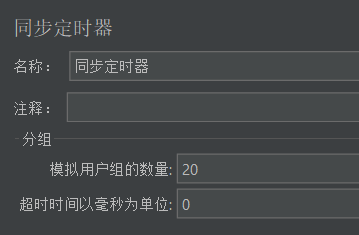 同步定时器
名称： 同步定时器
注释：
分组
模拟用户组的数量: 20
超时时间以毫秒为单位: 0